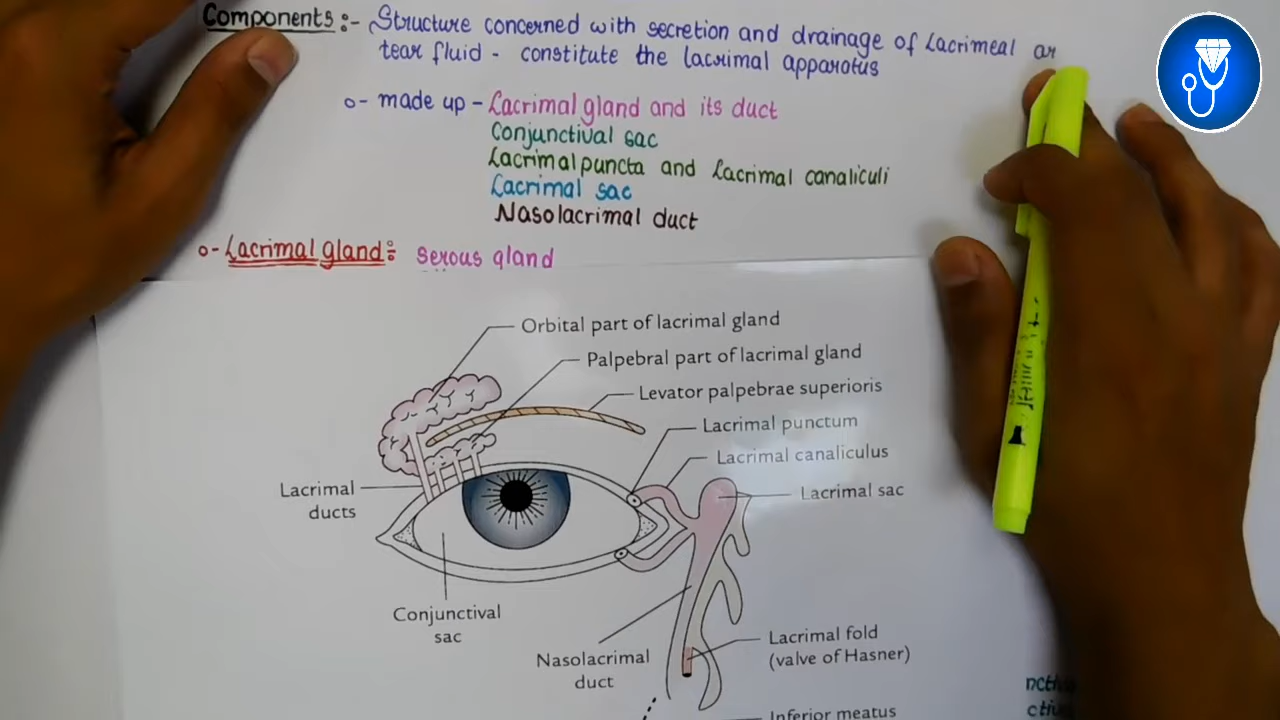 Components :- Structure concerned with secretion and drainage of Lacrimeal or
tear fluid - constitute the lacrimal apparatus
o- made up - Lacrimal gland and its duct
Conjunctival sac
Lacrimal puncta and Lacrimal canaliculi
Lacrimal sac
Nasolacrimal duct
o- Lacrimal gland :- serous gland
Orbital part of lacrimal gland
Palpebral part of lacrimal gland
Levator palpebrae superioris
Lacrimal punctum
Lacrimal canaliculus
Lacrimal sac
Lacrimal
ducts
Conjunctival
sac
Nasolacrimal
duct
Lacrimal fold
(valve of Hasner)
Inferior meatus